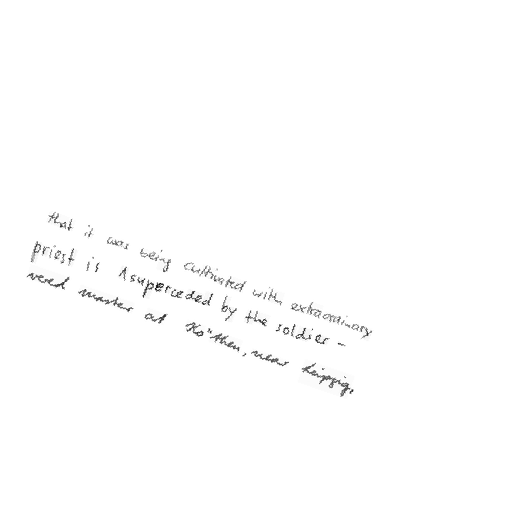 that it was being cultivated with extraordinary
priest is superceded by the soldier -
master at Kö"then, near Leipzig,